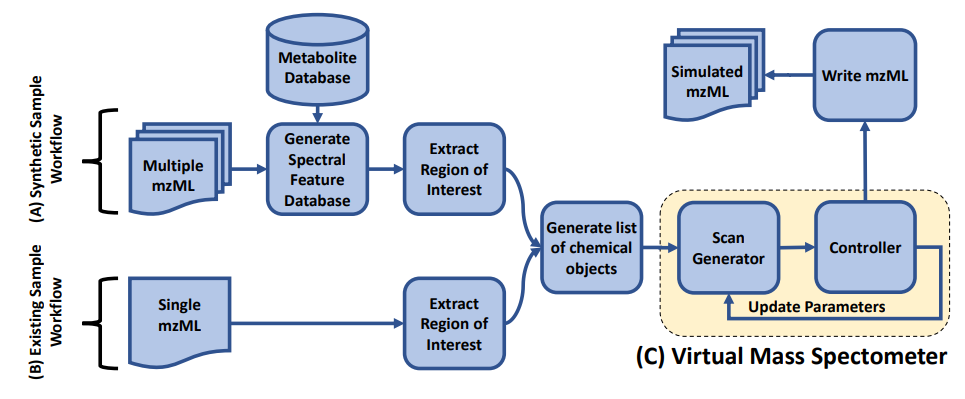 (A) Synthetic Sample
Workflow
Multiple
mzML
Metabolite
Database
Generate
Spectral
Feature
Database
Extract
Region of
Interest
(B) Existing Sample
Workflow
Single
mzML
Extract
Region of
Interest
Generate list
of chemical
objects
Scan
Generator
Controller
Update Parameters
(C) Virtual Mass Spectometer
Write mzML
Simulated
mzML